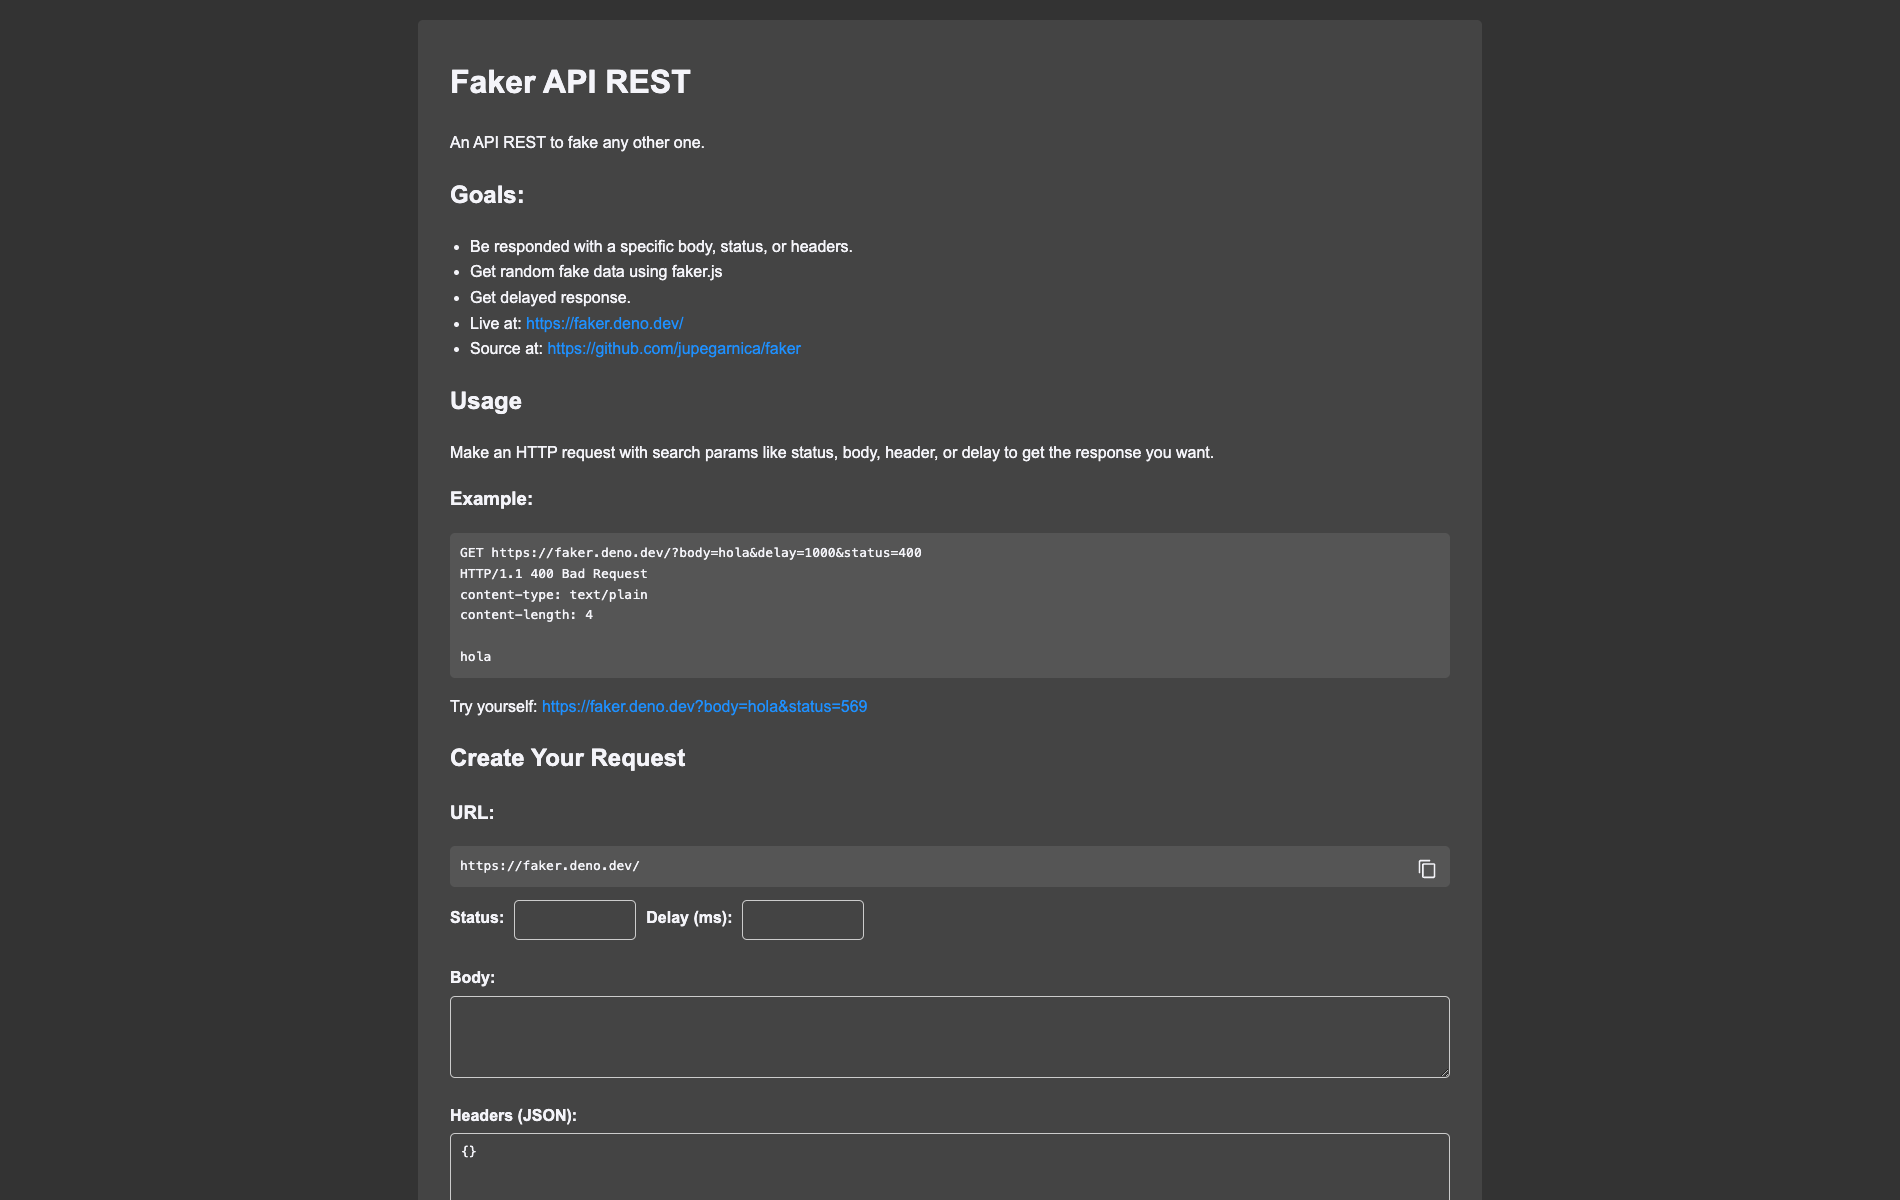 Faker API REST
An API REST to fake any other one.
Goals:
• Be responded with a specific body, status, or headers.
• Get random fake data using faker.js
• Get delayed response.
• Live at: https://faker.deno.dev/
• Source at: https://github.com/jupegarnica/faker
Usage
Make an HTTP request with search params like status, body, header, or delay to get the response you want.
Example:
GET https://faker.deno.dev/?body=hola&delay=1000&status=400
HTTP/1.1 400 Bad Request
content-type: text/plain
content-length: 4
hola
Try yourself: https://faker.deno.dev?body=hola&status=569
Create Your Request
URL:
https://faker.deno.dev/
Status: Delay (ms):
Body:
Headers (JSON):
{}